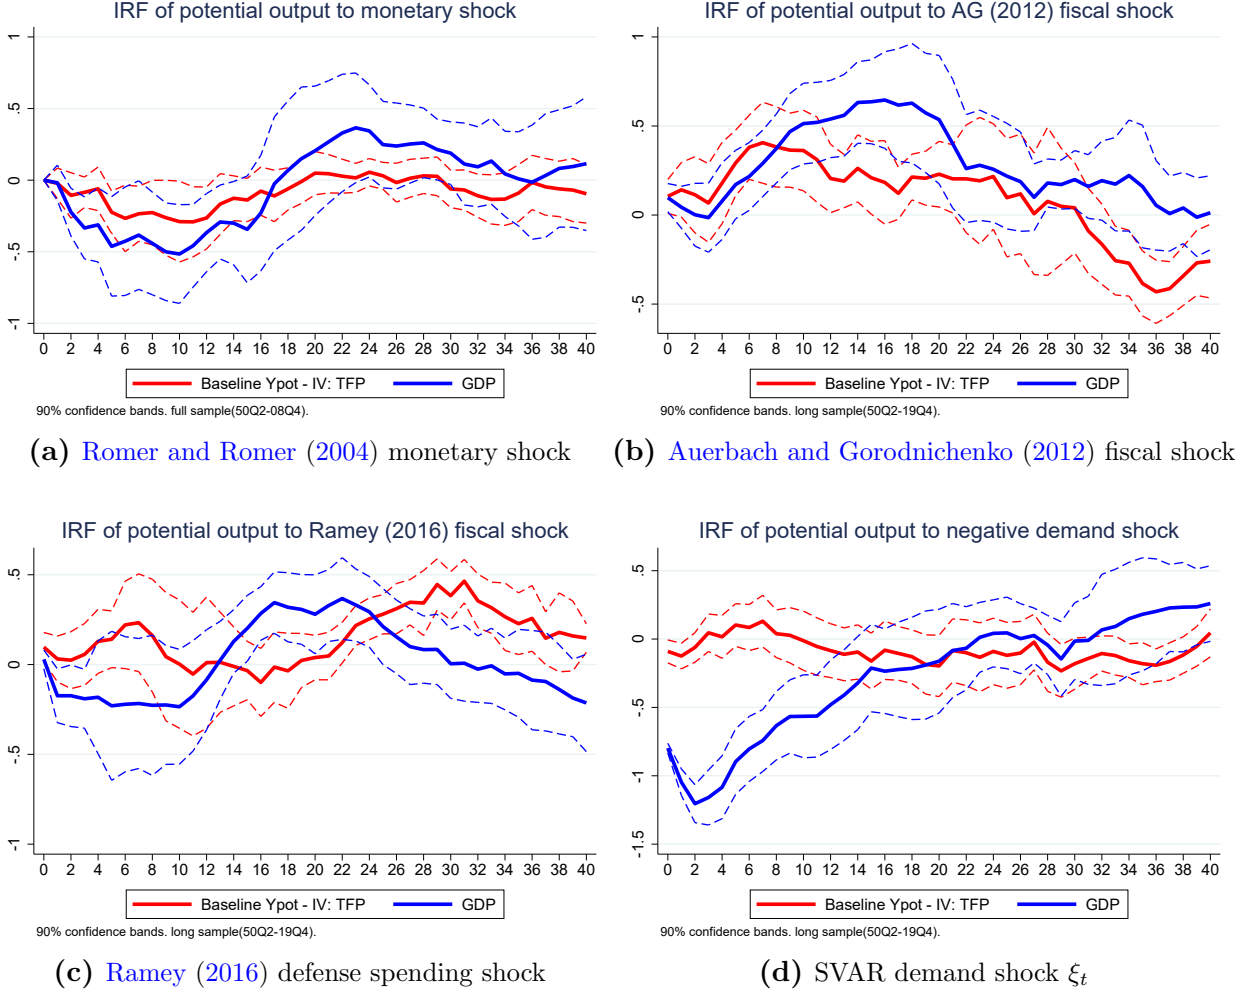 IRF of potential output to monetary shock
1
.5
0
-.5
-1
0 2 4 6 8 10 12 14 16 18 20 22 24 26 28 30 32 34 36 38 40
Baseline Ypot - IV: TFP GDP
90% confidence bands. full sample(50Q2-08Q4).
(a) Romer and Romer (2004) monetary shock
IRF of potential output to AG (2012) fiscal shock
1
.5
0
-.5
0 2 4 6 8 10 12 14 16 18 20 22 24 26 28 30 32 34 36 38 40
Baseline Ypot - IV: TFP GDP
90% confidence bands. long sample(50Q2-19Q4).
(b) Auerbach and Gorodnichenko (2012) fiscal shock
IRF of potential output to Ramey (2016) fiscal shock
.5
0
-.5
-1
0 2 4 6 8 10 12 14 16 18 20 22 24 26 28 30 32 34 36 38 40
Baseline Ypot - IV: TFP GDP
90% confidence bands. long sample(50Q2-19Q4).
(c) Ramey (2016) defense spending shock
IRF of potential output to negative demand shock
.5
0
-.5
-1
-1.5
0 2 4 6 8 10 12 14 16 18 20 22 24 26 28 30 32 34 36 38 40
Baseline Ypot - IV: TFP GDP
90% confidence bands. long sample(50Q2-19Q4).
(d) SVAR demand shock ξt